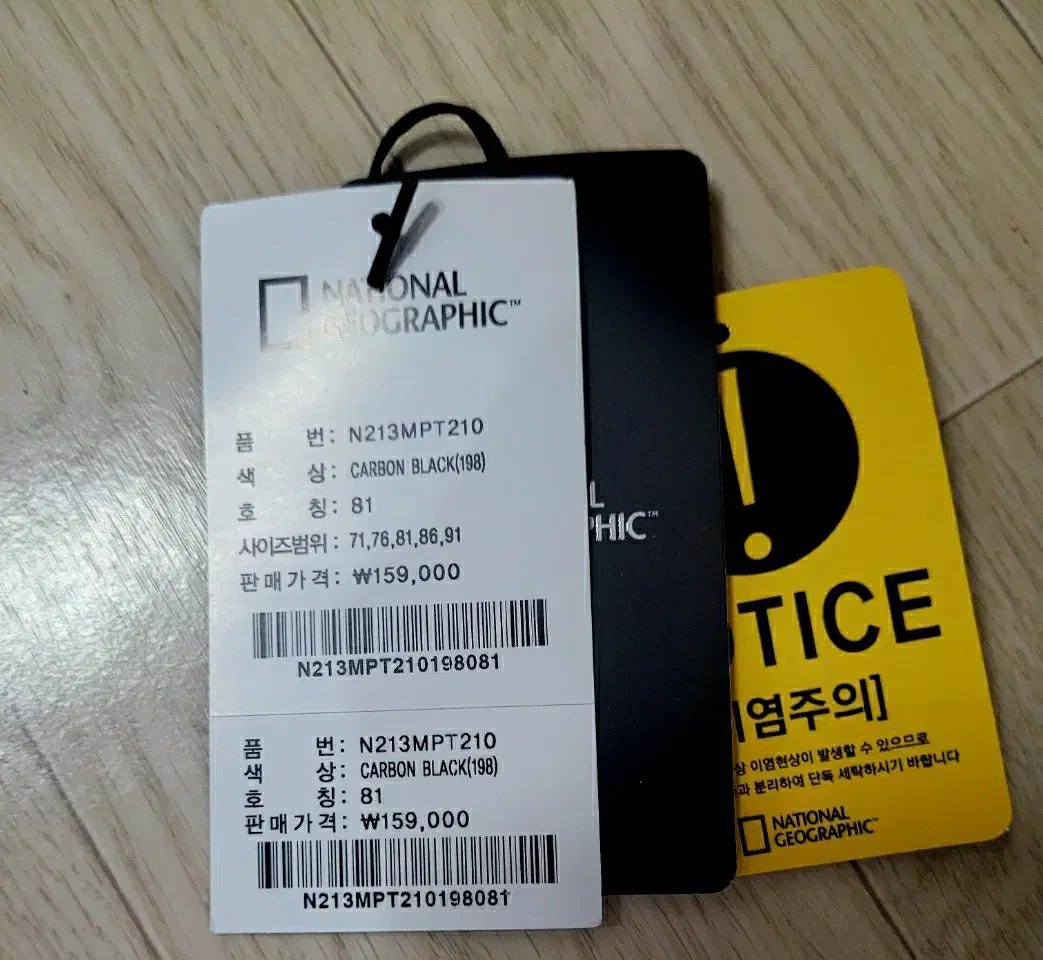 NATIONAL
GEOGRAPHIC™
품 번: N213MPT210
색 상: CARBON BLACK(198)
호 칭: 81
사이즈범위 : 71,76,81,86,91
판매가격: ₩159,000
N213MPT210198081
품 번: N213MPT210
색 상: CARBON BLACK(198)
호 칭: 81
판매가격: ₩159,000
N213MPT210198081
L
PHIC™
!
TICE
염주의]
상 이염현상이 발생할 수 있으므로
과 분리하여 단독 세탁하시기 바랍니다
NATIONAL
GEOGRAPHIC™